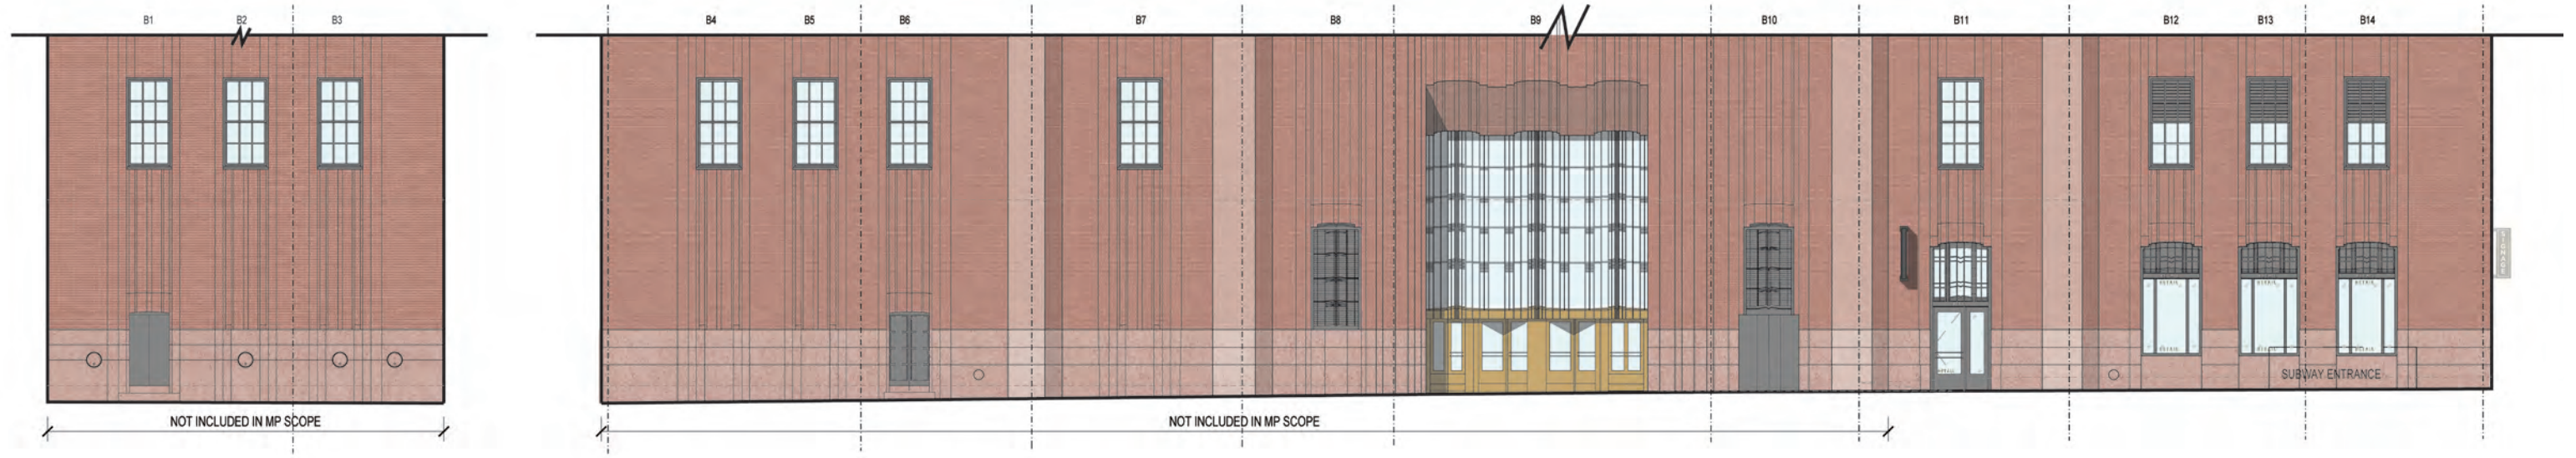 B1 B2 B3 B4 B5 B6 B7 B8 B9 B10 B11 B12 B13 B14
SIGNAGE
SUBWAY ENTRANCE
NOT INCLUDED IN MP SCOPE
NOT INCLUDED IN MP SCOPE